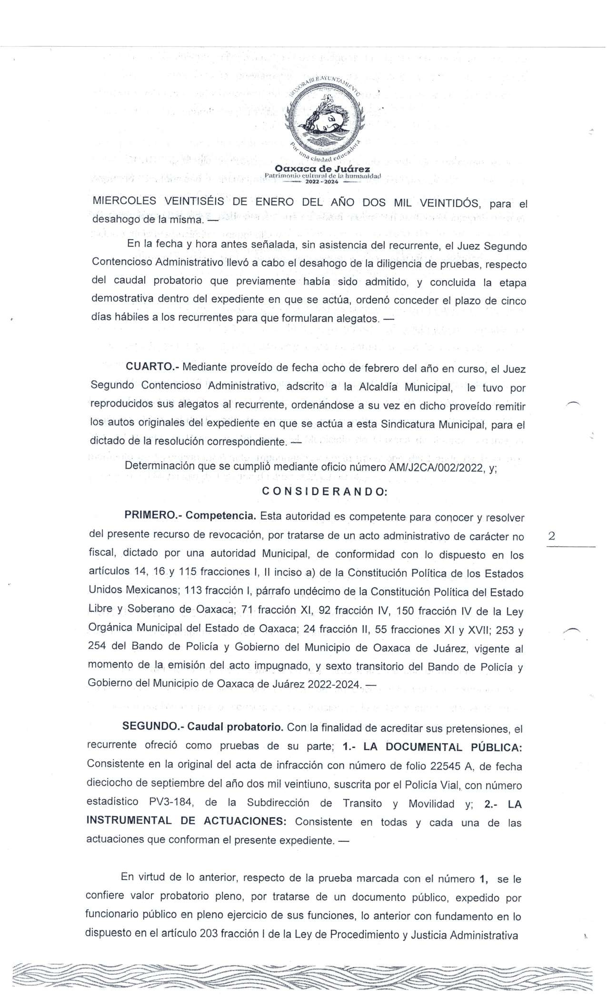 HONORABLE AYUNTAMIENTO
Por una ciudad educadora
Oaxaca de Juárez
Patrimonio cultural de la humanidad
2022 - 2024
MIERCOLES VEINTISÉIS DE ENERO DEL AÑO DOS MIL VEINTIDÓS, para el
desahogo de la misma. —
En la fecha y hora antes señalada, sin asistencia del recurrente, el Juez Segundo
Contencioso Administrativo llevó a cabo el desahogo de la diligencia de pruebas, respecto
del caudal probatorio que previamente había sido admitido, y concluida la etapa
demostrativa dentro del expediente en que se actúa, ordenó conceder el plazo de cinco
días hábiles a los recurrentes para que formularan alegatos. —
CUARTO.- Mediante proveído de fecha ocho de febrero del año en curso, el Juez
Segundo Contencioso Administrativo, adscrito a la Alcaldía Municipal, le tuvo por
reproducidos sus alegatos al recurrente, ordenándose a su vez en dicho proveído remitir
los autos originales del expediente en que se actúa a esta Sindicatura Municipal, para el
dictado de la resolución correspondiente. —
Determinación que se cumplió mediante oficio número AM/J2CA/002/2022, y;
C O N S I D E R A N D O:
PRIMERO.- Competencia. Esta autoridad es competente para conocer y resolver
del presente recurso de revocación, por tratarse de un acto administrativo de carácter no
fiscal, dictado por una autoridad Municipal, de conformidad con lo dispuesto en los
artículos 14, 16 y 115 fracciones I, II inciso a) de la Constitución Política de los Estados
Unidos Mexicanos; 113 fracción I, párrafo undécimo de la Constitución Política del Estado
Libre y Soberano de Oaxaca; 71 fracción XI, 92 fracción IV, 150 fracción IV de la Ley
Orgánica Municipal del Estado de Oaxaca; 24 fracción II, 55 fracciones XI y XVII; 253 y
254 del Bando de Policía y Gobierno del Municipio de Oaxaca de Juárez, vigente al
momento de la emisión del acto impugnado, y sexto transitorio del Bando de Policía y
Gobierno del Municipio de Oaxaca de Juárez 2022-2024. —
2
SEGUNDO.- Caudal probatorio. Con la finalidad de acreditar sus pretensiones, el
recurrente ofreció como pruebas de su parte; 1.- LA DOCUMENTAL PÚBLICA:
Consistente en la original del acta de infracción con número de folio 22545 A, de fecha
dieciocho de septiembre del año dos mil veintiuno, suscrita por el Policía Vial, con número
estadístico PV3-184, de la Subdirección de Transito y Movilidad y; 2.- LA
INSTRUMENTAL DE ACTUACIONES: Consistente en todas y cada una de las
actuaciones que conforman el presente expediente. —
En virtud de lo anterior, respecto de la prueba marcada con el número 1, se le
confiere valor probatorio pleno, por tratarse de un documento público, expedido por
funcionario público en pleno ejercicio de sus funciones, lo anterior con fundamento en lo
dispuesto en el artículo 203 fracción I de la Ley de Procedimiento y Justicia Administrativa